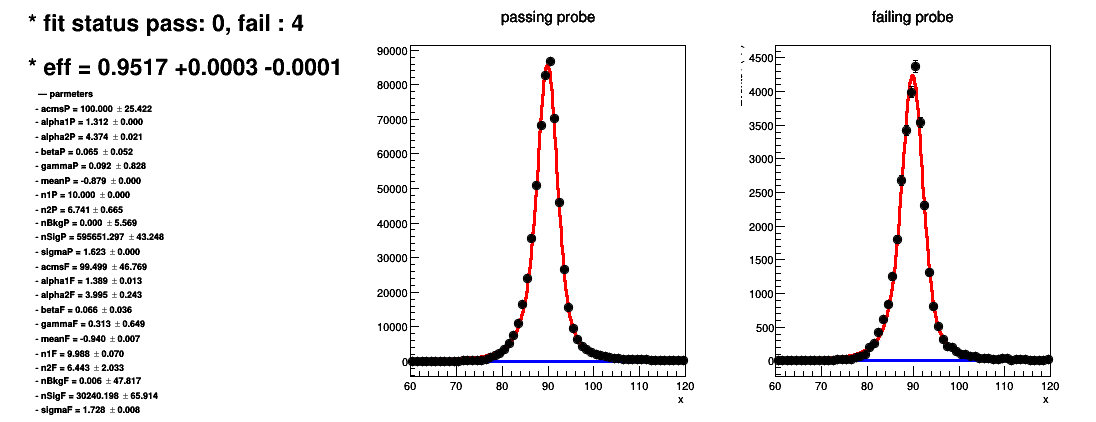 * fit status pass: 0, fail : 4
* eff = 0.9517 +0.0003 -0.0001
— parmeters
- acmsP = 100.000 ± 25.422
- alpha1P = 1.312 ± 0.000
- alpha2P = 4.374 ± 0.021
- betaP = 0.065 ± 0.052
- gammaP = 0.092 ± 0.828
- meanP = -0.879 ± 0.000
- n1P = 10.000 ± 0.000
- n2P = 6.741 ± 0.665
- nBkgP = 0.000 ± 5.569
- nSigP = 595651.297 ± 43.248
- sigmaP = 1.623 ± 0.000
- acmsF = 99.499 ± 46.769
- alpha1F = 1.389 ± 0.013
- alpha2F = 3.995 ± 0.243
- betaF = 0.066 ± 0.036
- gammaF = 0.313 ± 0.649
- meanF = -0.940 ± 0.007
- n1F = 9.988 ± 0.070
- n2F = 6.443 ± 2.033
- nBkgF = 0.006 ± 47.817
- nSigF = 30240.198 ± 65.914
- sigmaF = 1.728 ± 0.008
passing probe
90000
80000
70000
60000
50000
40000
30000
20000
10000
0
60 70 80 90 100 110 120
x
failing probe
4500
4000
3500
3000
2500
2000
1500
1000
500
0
60 70 80 90 100 110 120
x